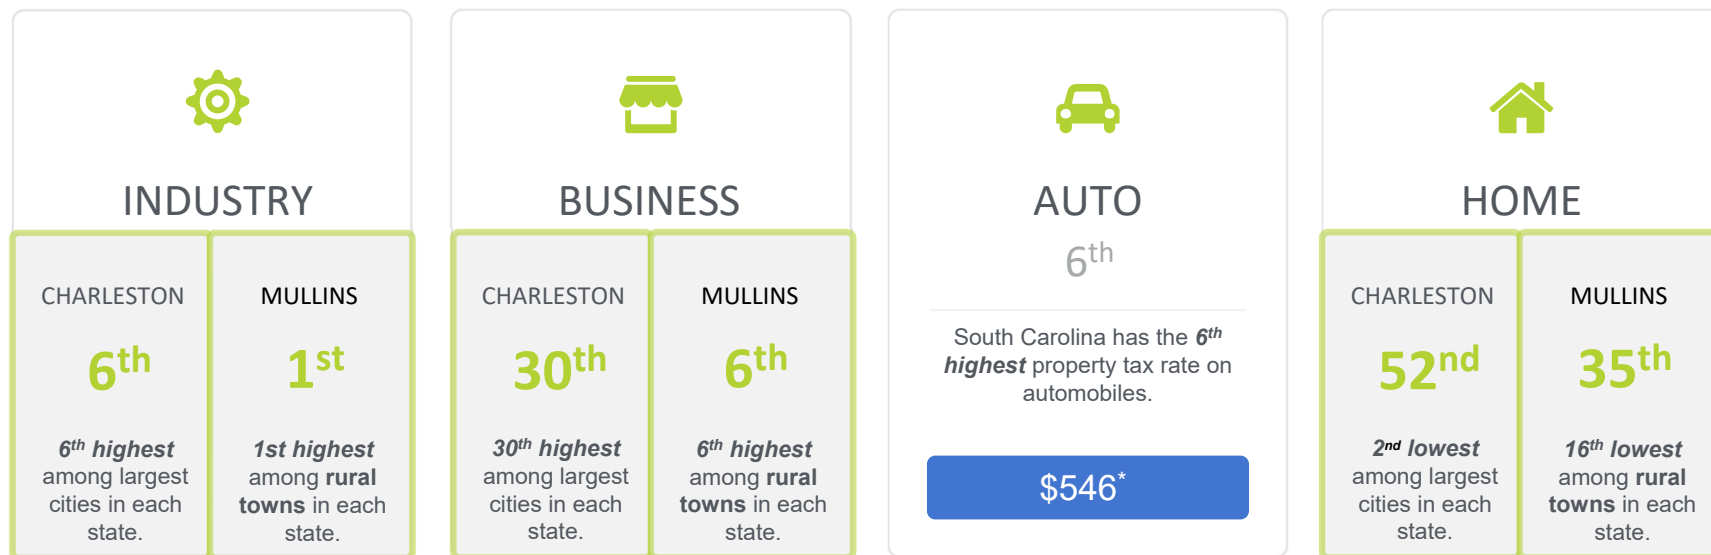 INDUSTRY
CHARLESTON
6th
6th highest
among largest
cities in each
state.
MULLINS
1st
1st highest
among rural
towns in each
state.
BUSINESS
CHARLESTON
30th
30th highest
among largest
cities in each
state.
MULLINS
6th
6th highest
among rural
towns in each
state.
AUTO
6th
South Carolina has the 6th
highest property tax rate on
automobiles.
$546*
HOME
CHARLESTON
52nd
2nd lowest
among largest
cities in each
state.
MULLINS
35th
16th lowest
among rural
towns in each
state.